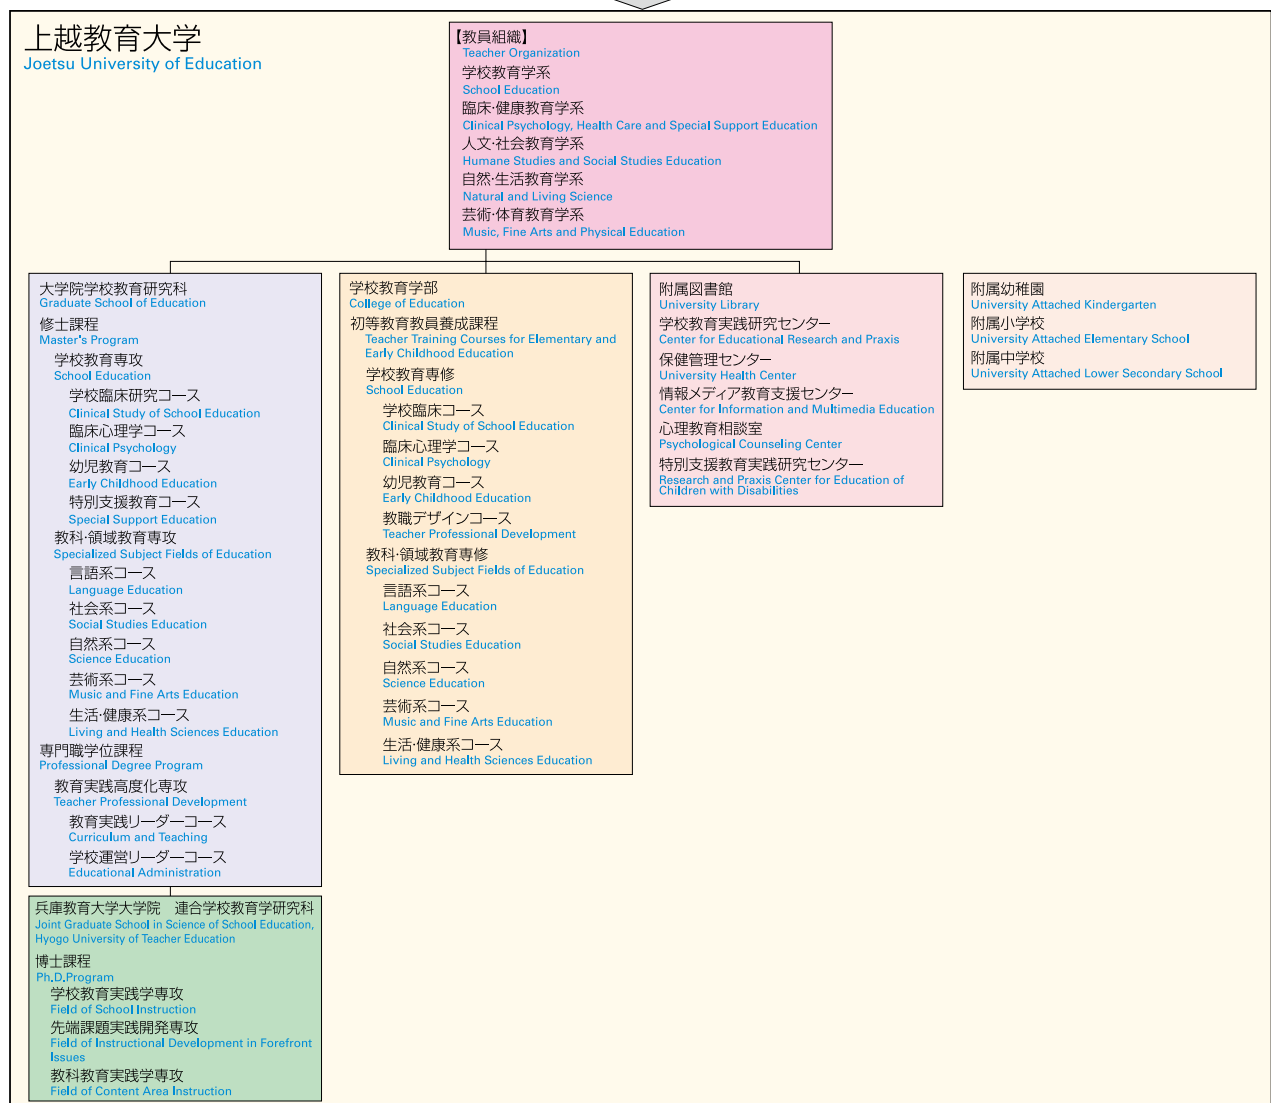 上越教育大学
Joetsu University of Education
【教員組織】
Teacher Organization
学校教育学系
School Education
臨床·健康教育学系
Clinical Psychology, Health Care and Special Support Education
人文·社会教育学系
Humane Studies and Social Studies Education
自然·生活教育学系
Natural and Living Science
芸術·体育教育学系
Music, Fine Arts and Physical Education
大学院学校教育研究科
Graduate School of Education
修士課程
Master's Program
学校教育専攻
School Education
学校臨床研究コース
Clinical Study of School Education
臨床心理学コース
Clinical Psychology
幼児教育コース
Early Childhood Education
特別支援教育コース
Special Support Education
教科·領域教育専攻
Specialized Subject Fields of Education
言語系コース
Language Education
社会系コース
Social Studies Education
自然系コース
Science Education
芸術系コース
Music and Fine Arts Education
生活·健康系コース
Living and Health Sciences Education
専門職学位課程
Professional Degree Program
教育実践高度化専攻
Teacher Professional Development
教育実践リーダーコース
Curriculum and Teaching
学校運営リーダーコース
Educational Administration
兵庫教育大学大学院　連合学校教育学研究科
Joint Graduate School in Science of School Education,
Hyogo University of Teacher Education
博士課程
Ph.D.Program
学校教育実践学専攻
Field of School Instruction
先端課題実践開発専攻
Field of Instructional Development in Forefront
Issues
教科教育実践学専攻
Field of Content Area Instruction
学校教育学部
College of Education
初等教育教員養成課程
Teacher Training Courses for Elementary and
Early Childhood Education
学校教育専修
School Education
学校臨床コース
Clinical Study of School Education
臨床心理学コース
Clinical Psychology
幼児教育コース
Early Childhood Education
教職デザインコース
Teacher Professional Development
教科·領域教育専修
Specialized Subject Fields of Education
言語系コース
Language Education
社会系コース
Social Studies Education
自然系コース
Science Education
芸術系コース
Music and Fine Arts Education
生活·健康系コース
Living and Health Sciences Education
附属図書館
University Library
学校教育実践研究センター
Center for Educational Research and Praxis
保健管理センター
University Health Center
情報メディア教育支援センター
Center for Information and Multimedia Education
心理教育相談室
Psychological Counseling Center
特別支援教育実践研究センター
Research and Praxis Center for Education of
Children with Disabilities
附属幼稚園
University Attached Kindergarten
附属小学校
University Attached Elementary School
附属中学校
University Attached Lower Secondary School